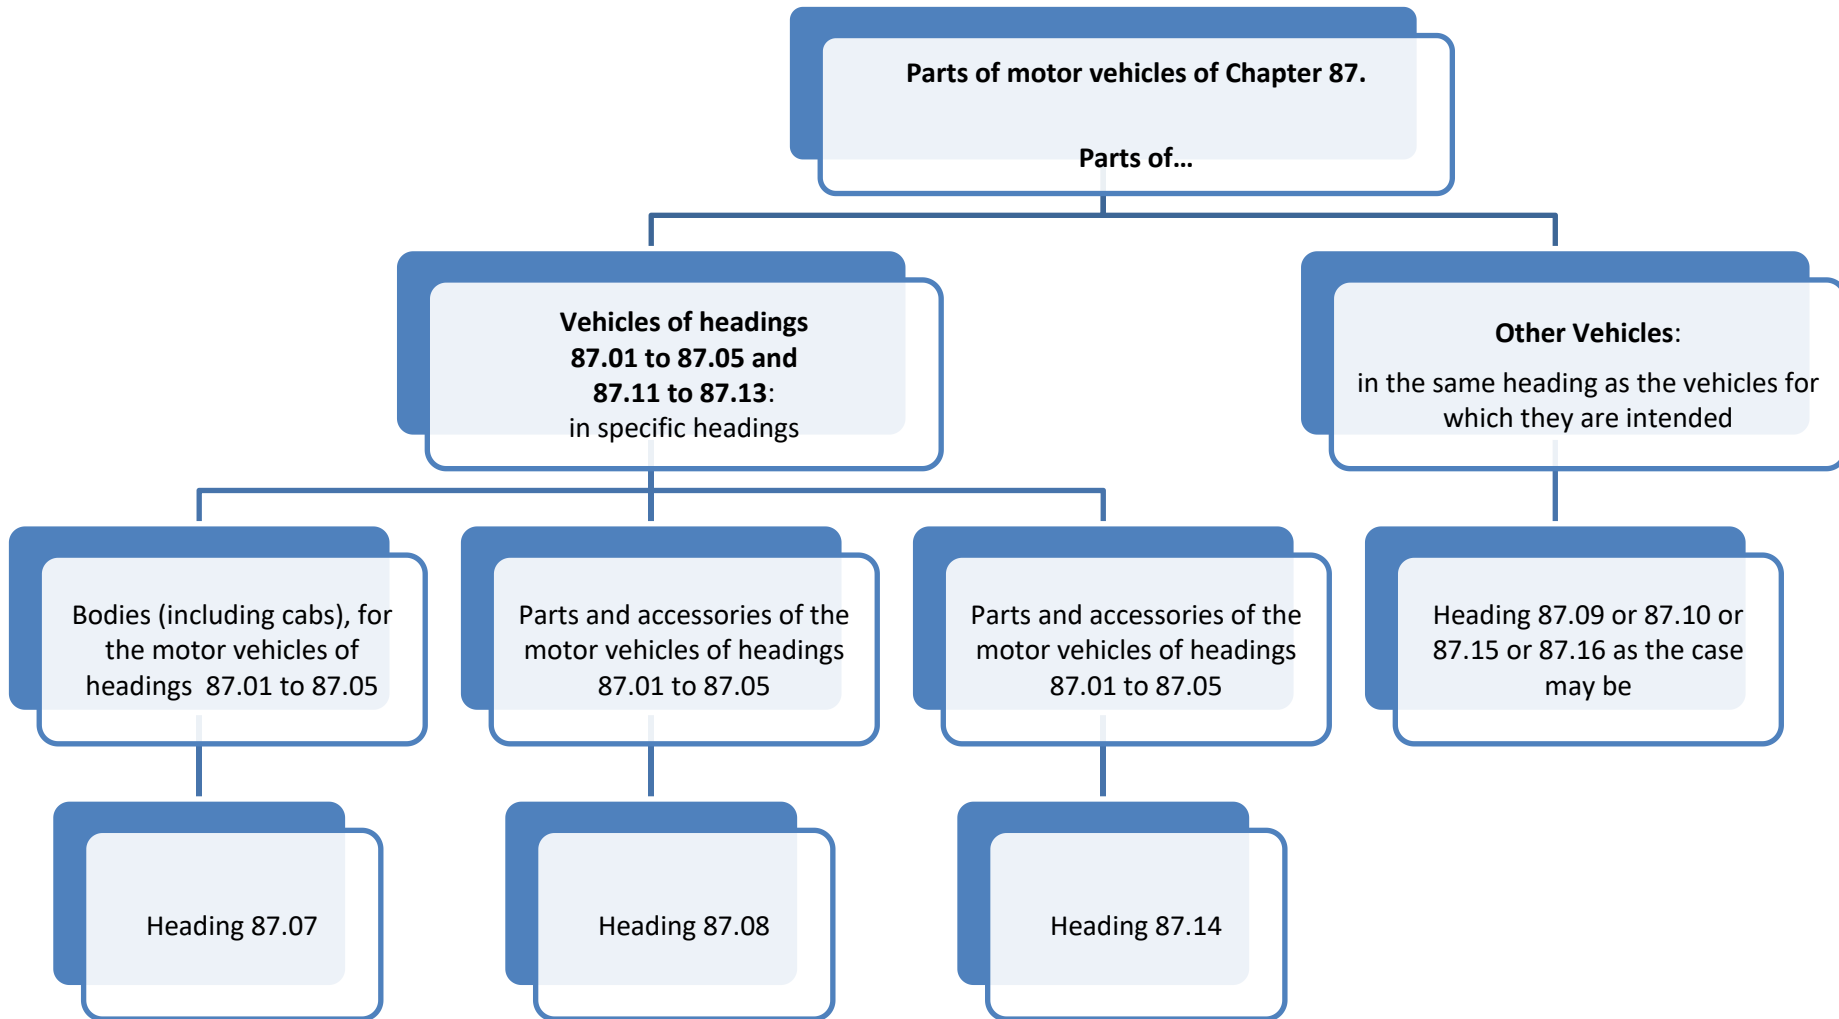 Parts of motor vehicles of Chapter 87.
Parts of...
Vehicles of headings
87.01 to 87.05 and
87.11 to 87.13:
in specific headings
Other Vehicles:
in the same heading as the vehicles for
which they are intended
Bodies (including cabs), for
the motor vehicles of
headings 87.01 to 87.05
Parts and accessories of the
motor vehicles of headings
87.01 to 87.05
Parts and accessories of the
motor vehicles of headings
87.01 to 87.05
Heading 87.09 or 87.10 or
87.15 or 87.16 as the case
may be
Heading 87.07
Heading 87.08
Heading 87.14